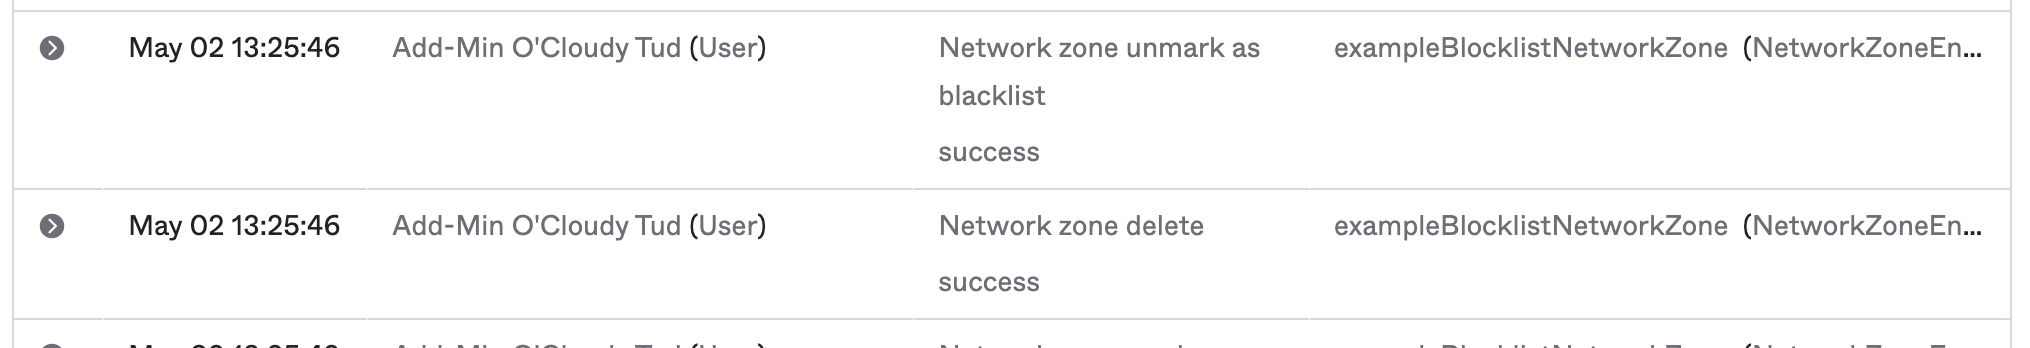 May 02 13:25:46 Add-Min O'Cloudy Tud (User) Network zone unmark as exampleBlocklistNetworkZone (NetworkZoneEn...
blacklist
success
May 02 13:25:46 Add-Min O'Cloudy Tud (User) Network zone delete exampleBlocklistNetworkZone (NetworkZoneEn...
success